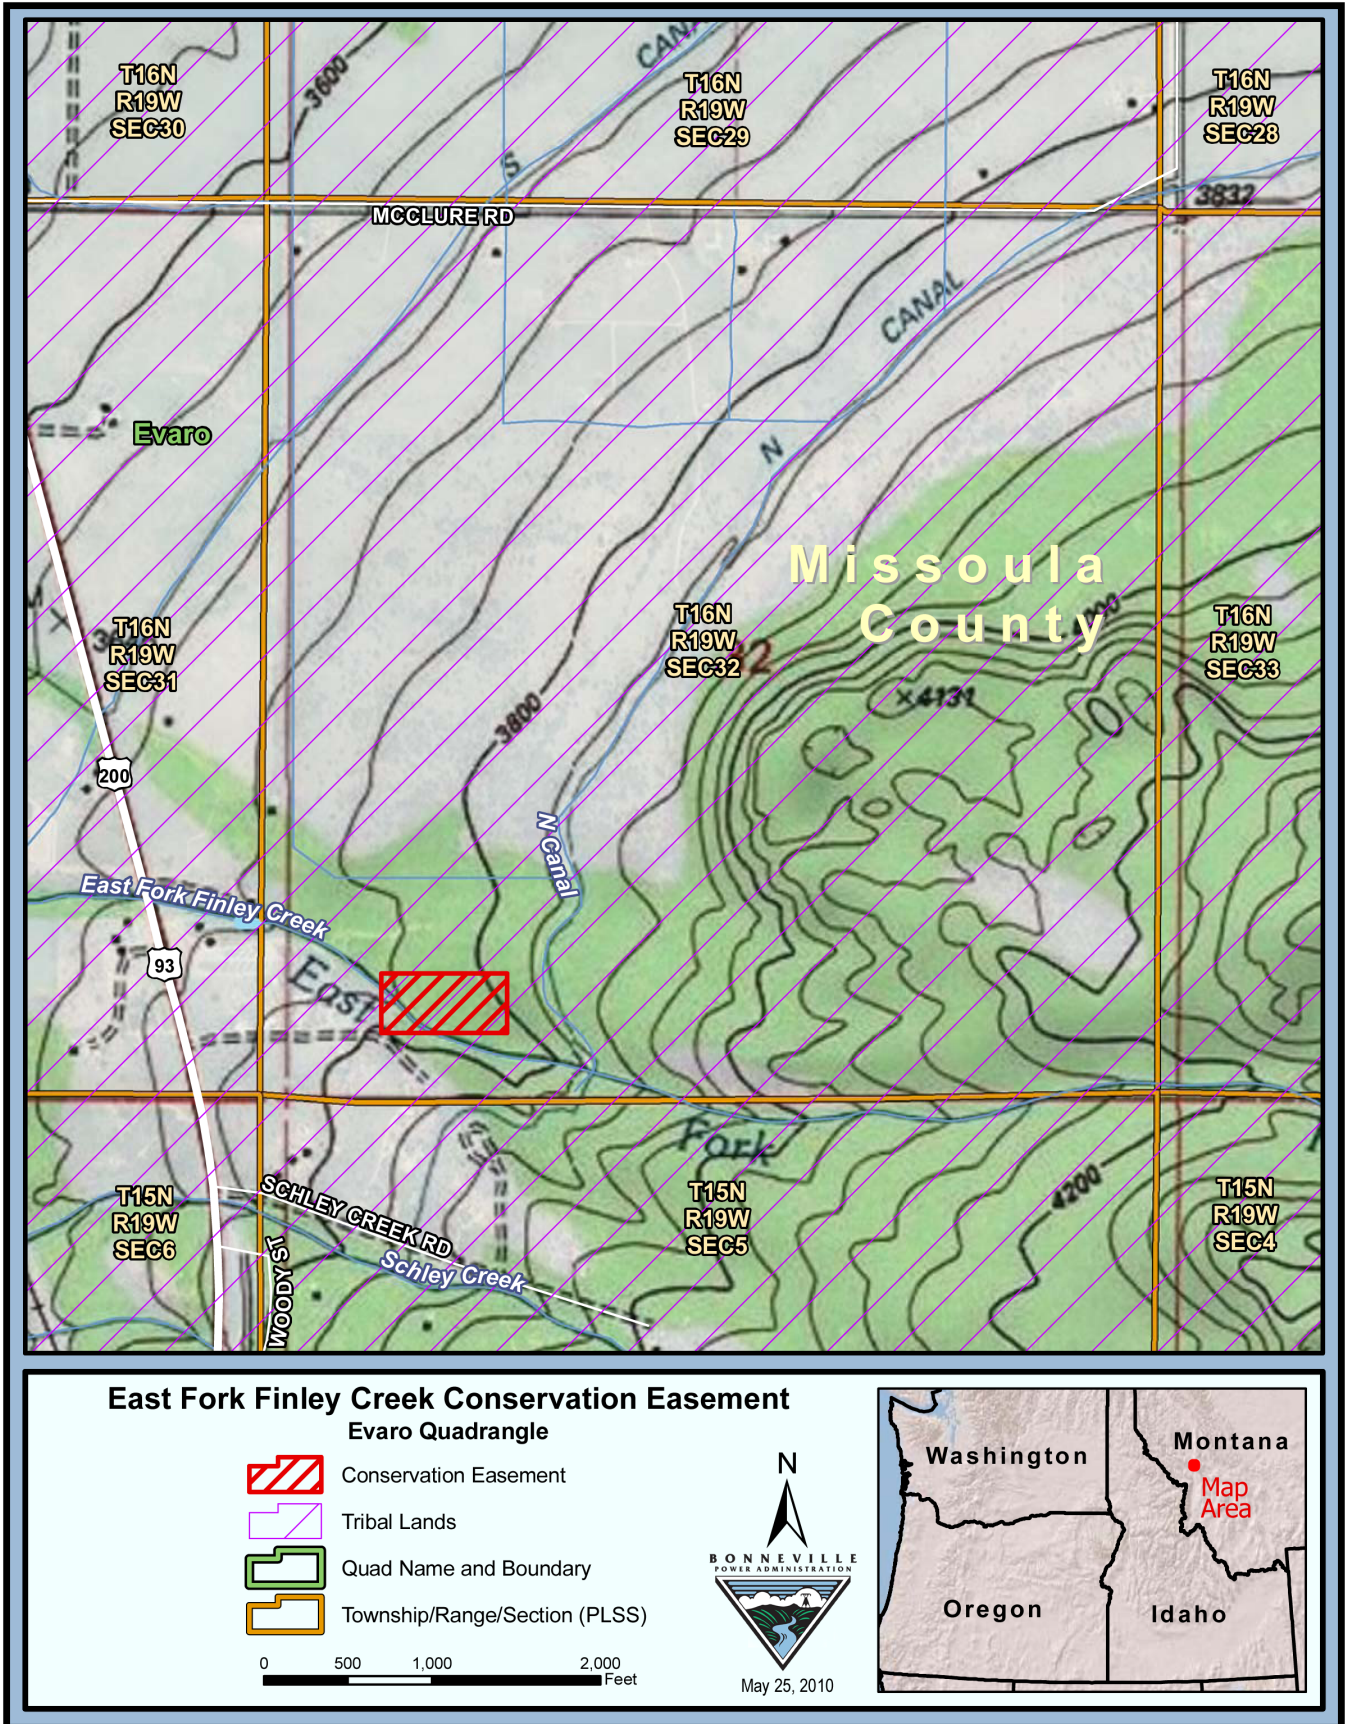 T16N
R19W
SEC30
3600
CANAL
T16N
R19W
SEC29
T16N
R19W
SEC28
S
3832
MCCLURE RD
CANAL
Evaro
N
Missoula
County
T16N
R19W
SEC31
T16N
R19W
SEC32
T16N
R19W
SEC33
×4131
3800
200
N Canal
East Fork Finley Creek
93
East
Fork
4200
T15N
R19W
SEC6
SCHLEY CREEK RD
T15N
R19W
SEC5
T15N
R19W
SEC4
Schley Creek
WOODY ST
East Fork Finley Creek Conservation Easement
Evaro Quadrangle
Conservation Easement
Tribal Lands
Quad Name and Boundary
Township/Range/Section (PLSS)
0 500 1,000 2,000
Feet
N
BONNEVILLE
POWER ADMINISTRATION
May 25, 2010
Washington
Montana
Map
Area
Oregon
Idaho